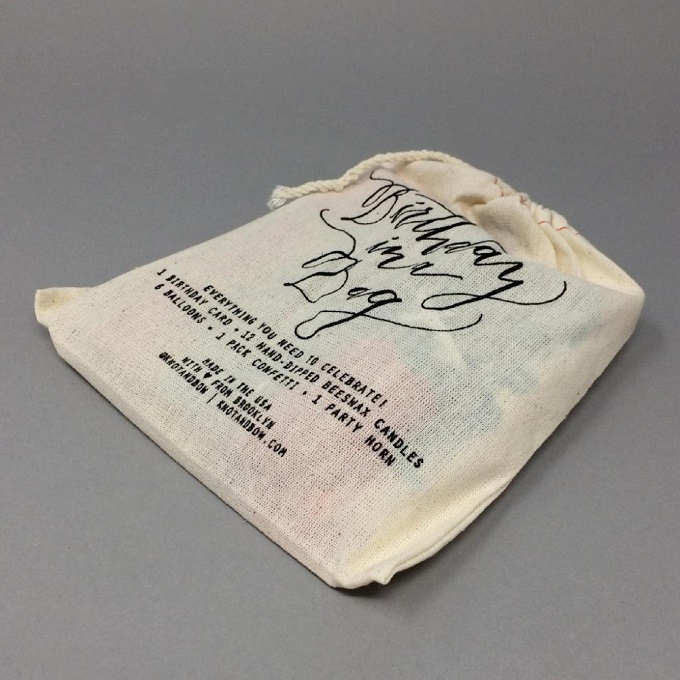 Birthday
in a
Bag
EVERYTHING YOU NEED TO CELEBRATE!
1 BIRTHDAY CARD • 12 HAND-DIPPED BEESWAX CANDLES
6 BALLOONS • 1 PACK CONFETTI • 1 PARTY HORN
MADE IN THE USA
WITH ♥ FROM BROOKLYN
@KNOTANDBOW | KNOTANDBOW.COM